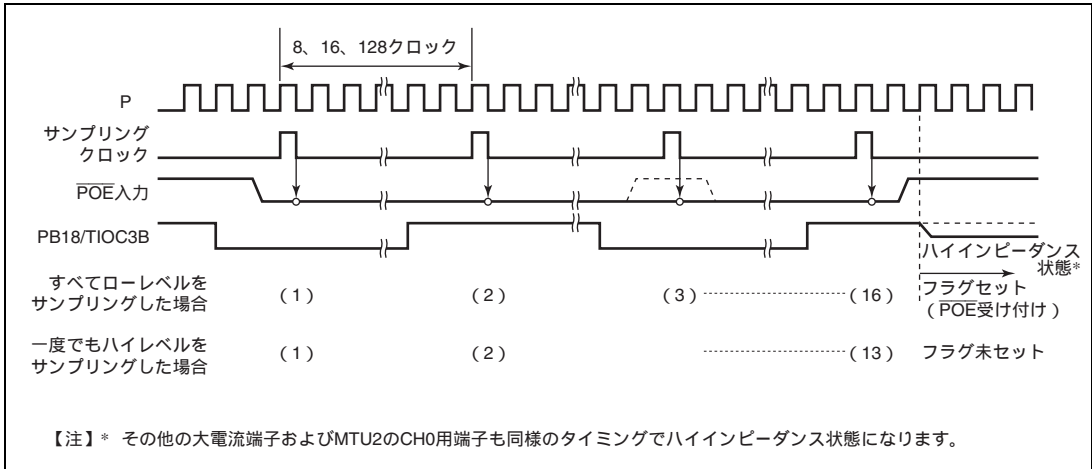 8、16、128クロック
P
サンプリング
クロック
POE入力
PB18/TIOC3B
ハイインピーダンス
状態*
すべてローレベルを
サンプリングした場合
（1） （2） （3） （16）
フラグセット
（POE受け付け）
一度でもハイレベルを
サンプリングした場合
（1） （2） （13） フラグ未セット
【注】* その他の大電流端子およびMTU2のCH0用端子も同様のタイミングでハイインピーダンス状態になります。